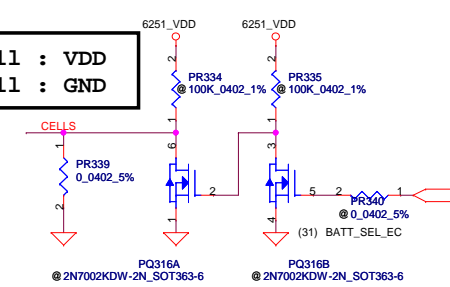 6251_VDD
6251_VDD
ll : VDD
ll : GND
2
2
PR334
@ 100K_0402_1%
PR335
@ 100K_0402_1%
1
1
CELLS
1
6
3
PR339
0_0402_5%
2
5
2
1
PR340
@ 0_0402_5%
2
1
4
(31) BATT_SEL_EC
PQ316A
@ 2N7002KDW-2N_SOT363-6
PQ316B
@ 2N7002KDW-2N_SOT363-6